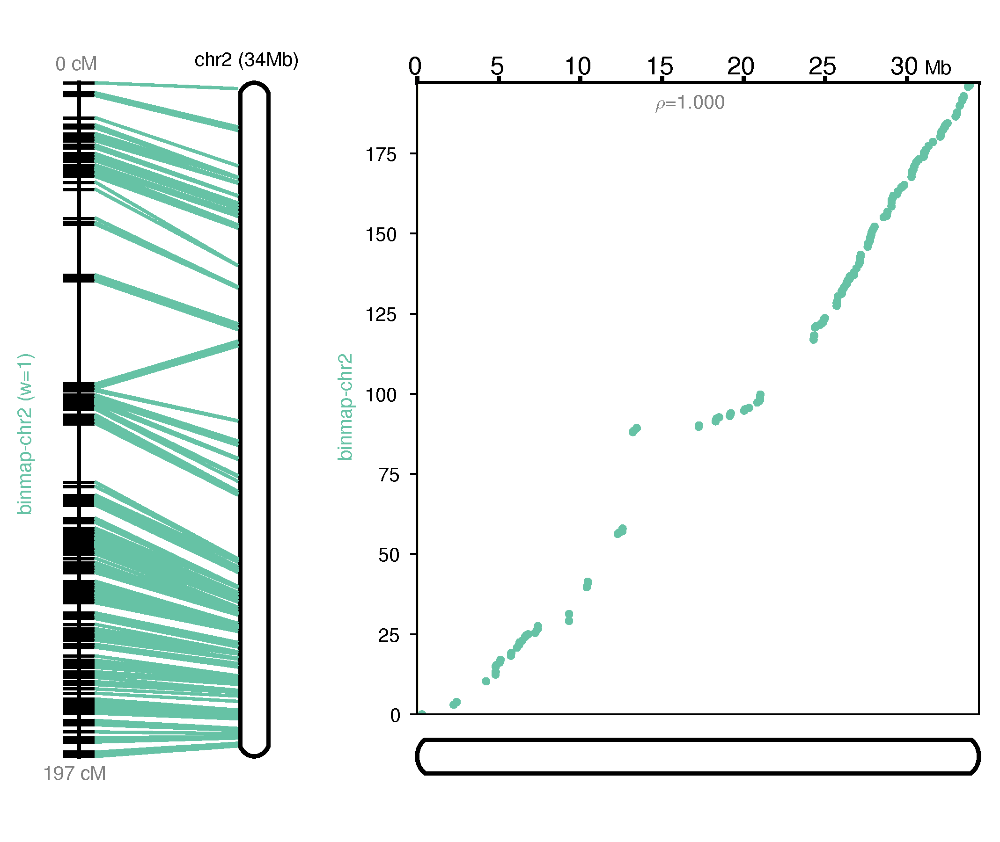 0 cM
chr2 (34Mb)
binmap-chr2 (w=1)
197 cM
0 5 10 15 20 25 30 Mb
ρ=1.000
binmap-chr2
175
150
125
100
75
50
25
0